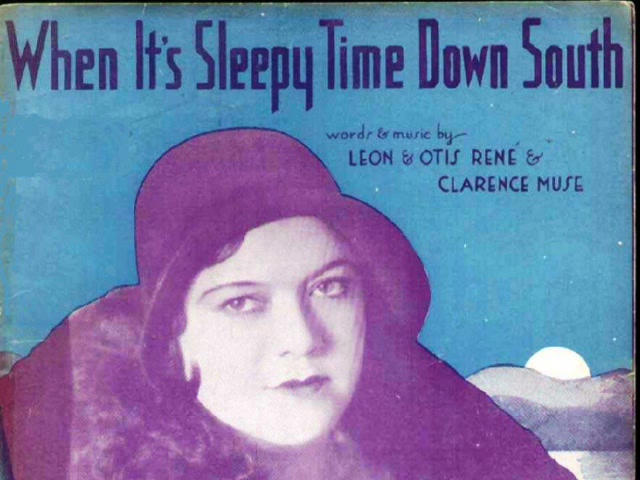 When It's Sleepy Time Down South
words & music by
LEON & OTIS RENÉ &
CLARENCE MUSE